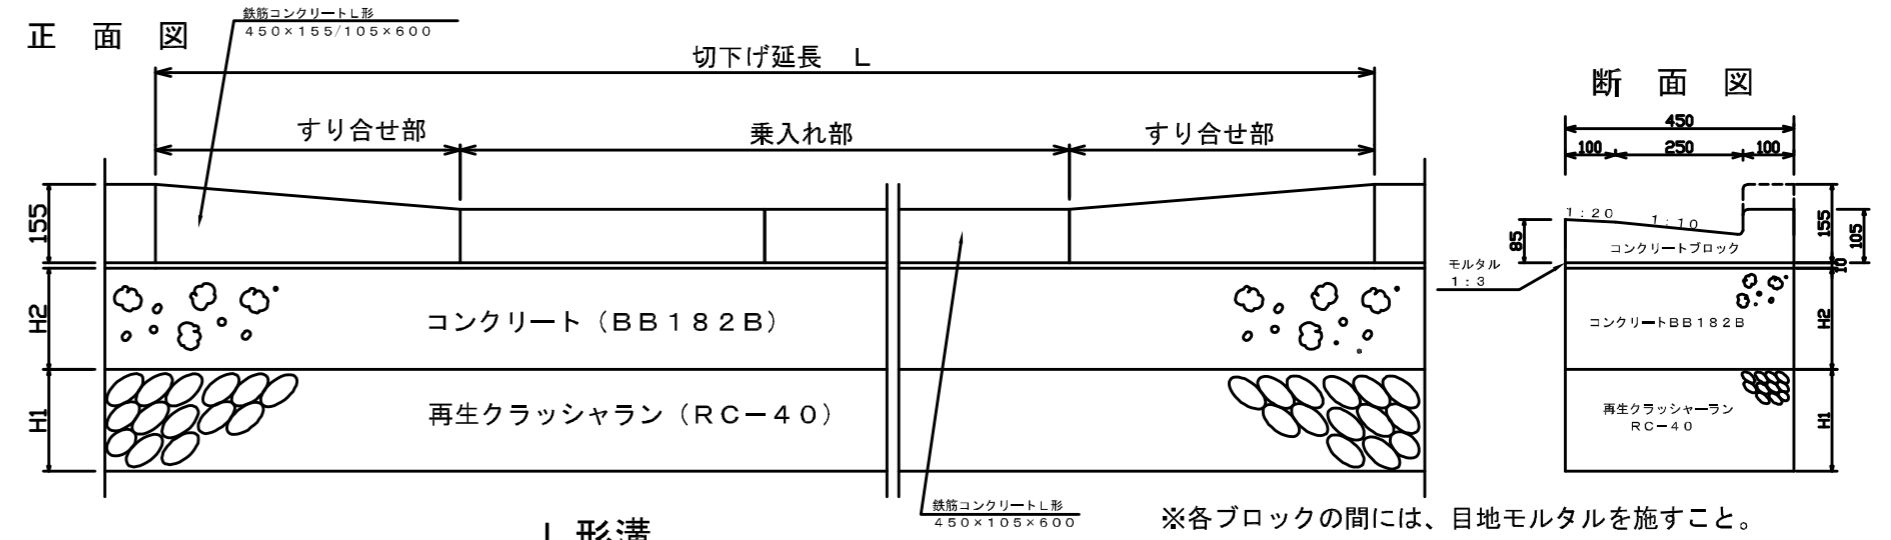 正面図
鉄筋コンクリートL形
450×155/105×600
切下げ延長 L
すり合せ部
乗入れ部
すり合せ部
155
H2
H1
コンクリート（BB182B）
再生クラッシャラン（RC－40）
鉄筋コンクリートL形
450×105×600
L形溝
断面図
450
100
250
100
1：20
1：10
85
コンクリートブロック
155
105
10
モルタル
1：3
コンクリートBB182B
H2
再生クラッシャーラン
RC－40
H1
※各ブロックの間には、目地モルタルを施すこと。